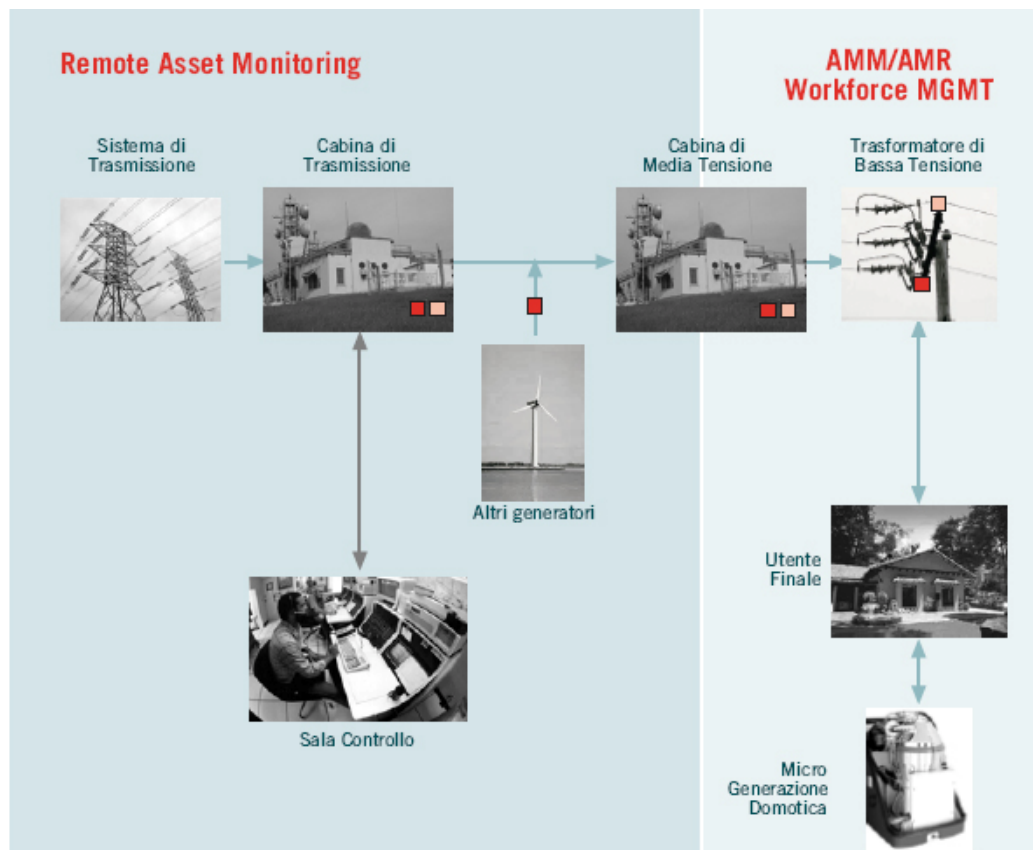 Remote Asset Monitoring
AMM/AMR
Workforce MGMT
Sistema di
Trasmissione
Cabina di
Trasmissione
Cabina di
Media Tensione
Trasformatore di
Bassa Tensione
Altri generatori
Utente
Finale
Sala Controllo
Micro
Generazione
Domotica